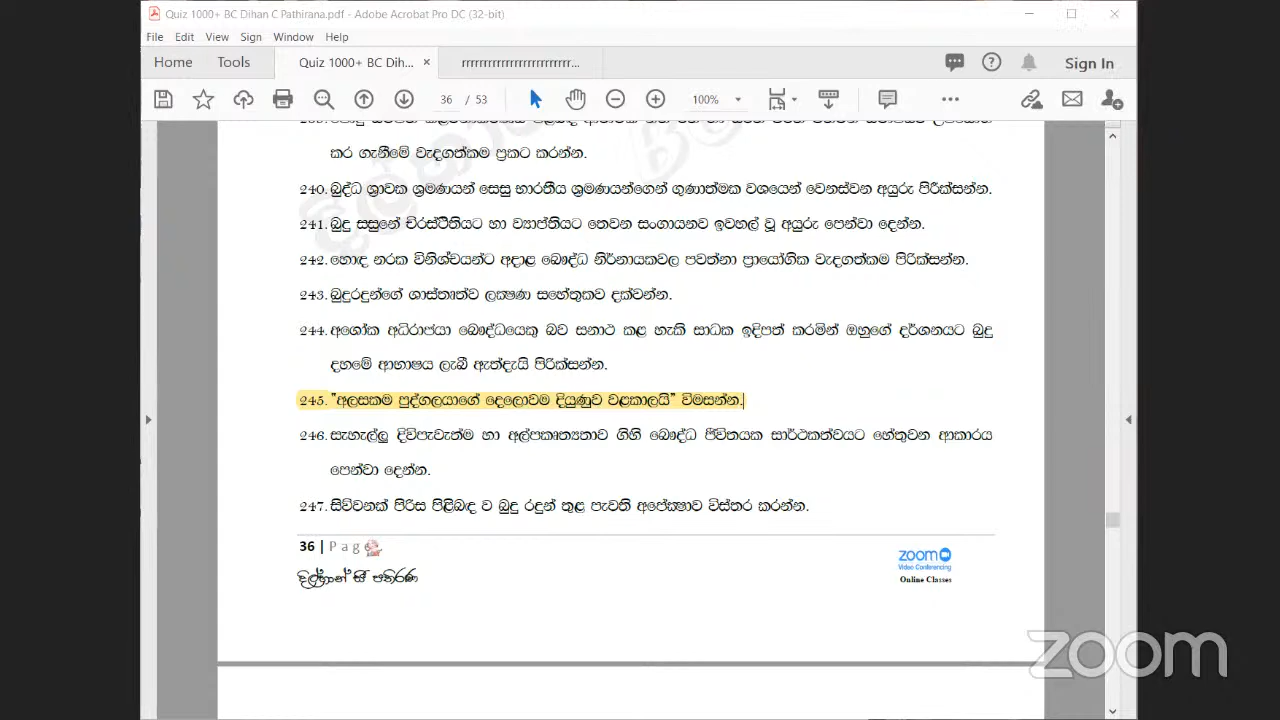 Quiz 1000+ BC Dihan C Pathirana.pdf - Adobe Acrobat Pro DC (32-bit)
File Edit View Sign Window Help
Home Tools Quiz 1000+ BC Dih... × rrrrrrrrrrrrrrrrrrrrrrrr... Sign In
36 / 53 100%
කර ගැනීමේ වැදගත්කම ප්‍රකට කරන්න.
240. බුද්ධ ශ්‍රාවක ශ්‍රමණයන් සෙසු භාරතීය ශ්‍රමණයන්ගෙන් ගුණාත්මක වශයෙන් වෙනස්වන අයුරු පිරික්සන්න.
241. බුදු සසුනේ චිරස්ථිතියට හා ව්‍යාප්තියට තෙවන සංගායනව ඉවහල් වූ අයුරු පෙන්වා දෙන්න.
242. හොඳ නරක විනිශ්චයන්ට අදාළ බෞද්ධ නිර්නායකවල පවත්නා ප්‍රායෝගික වැදගත්කම පිරික්සන්න.
243. බුදුරදුන්ගේ ශාස්තෘත්ව ලක්‍ෂණ සහේතුකව දක්වන්න.
244. අශෝක අධිරාජයා බෞද්ධයෙකු බව සනාථ කළ හැකි සාධක ඉදිපත් කරමින් ඔහුගේ දර්ශනයට බුදු
දහමේ ආභාෂය ලැබී ඇත්දැයි පිරික්සන්න.
245. "අලසකම පුද්ගලයාගේ දෙලොවම දියුණුව වළකාලයි" විමසන්න.
246. සැහැල්ලු දිවිපැවැත්ම හා අල්පකෘත්‍යතාව ගිහි බෞද්ධ ජීවිතයක සාර්ථකත්වයට හේතුවන ආකාරය
පෙන්වා දෙන්න.
247. සිව්වනක් පිරිස පිළිබඳ ව බුදු රදුන් තුළ පැවති අපේක්‍ෂාව විස්තර කරන්න.
36 | Pag
zoom
Video Conferencing
Online Classes
දිල්හාන් සී පතිරණ
zoom